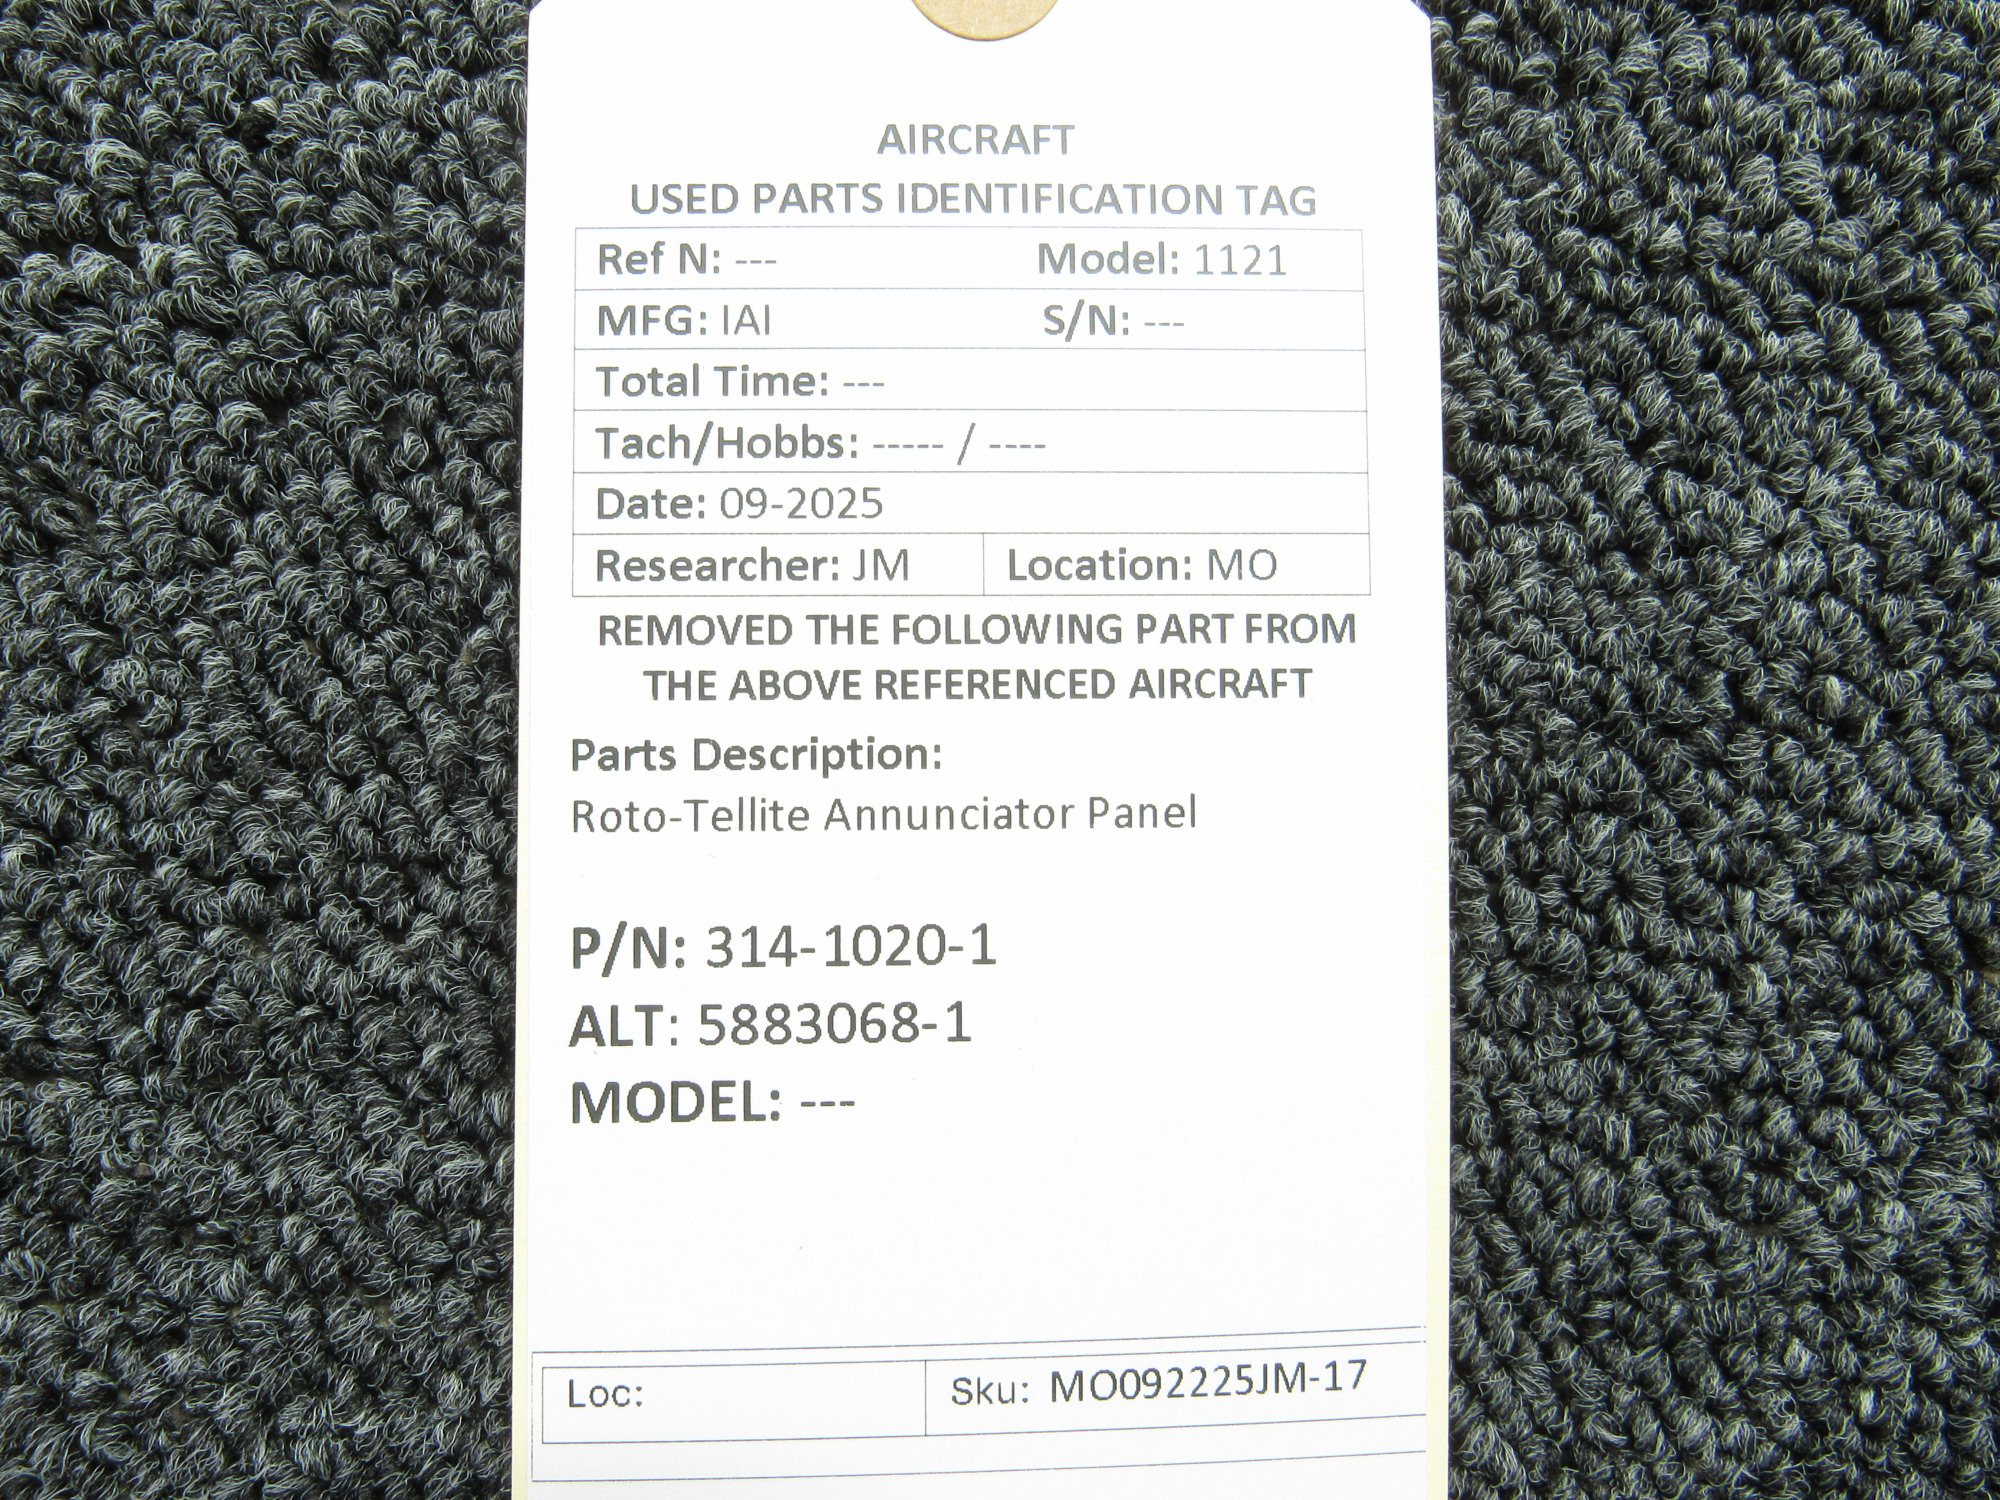 AIRCRAFT
USED PARTS IDENTIFICATION TAG
Ref N: --- Model: 1121
MFG: IAI S/N: ---
Total Time: ---
Tach/Hobbs: ----- / ----
Date: 09-2025
Researcher: JM Location: MO
REMOVED THE FOLLOWING PART FROM
THE ABOVE REFERENCED AIRCRAFT
Parts Description:
Roto-Tellite Annunciator Panel
P/N: 314-1020-1
ALT: 5883068-1
MODEL: ---
Loc: Sku: MO092225JM-17